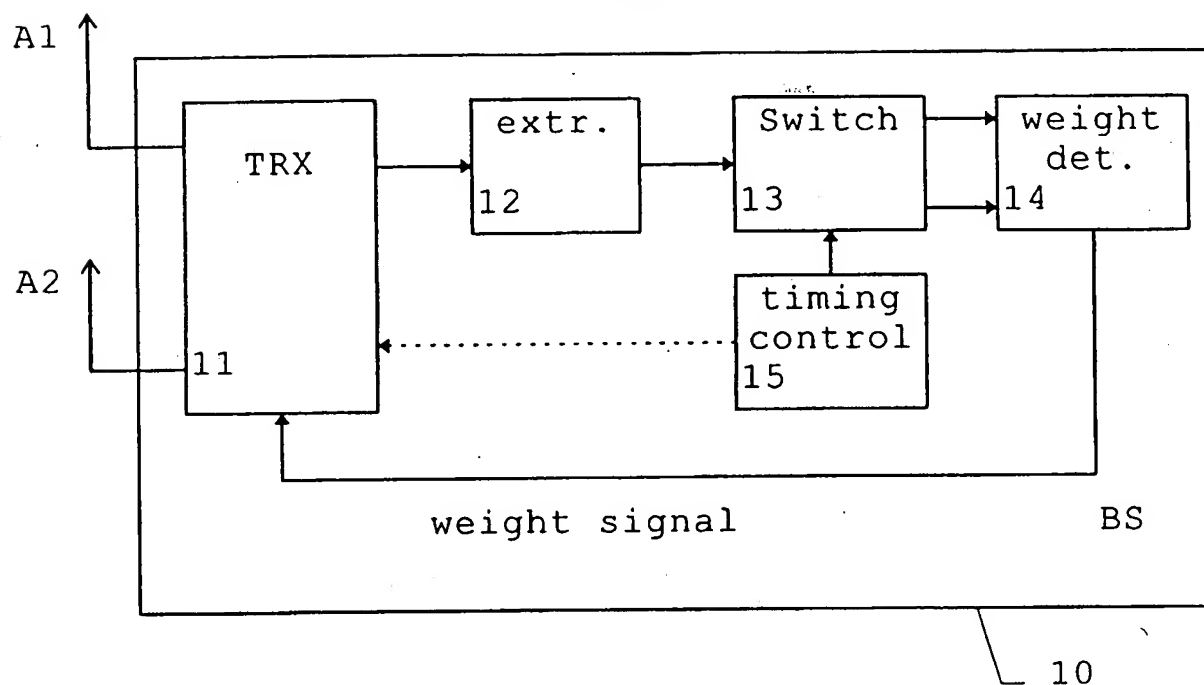 A1
TRX
11
extr.
12
Switch
13
weight
det.
14
A2
timing
control
15
weight signal
BS
10